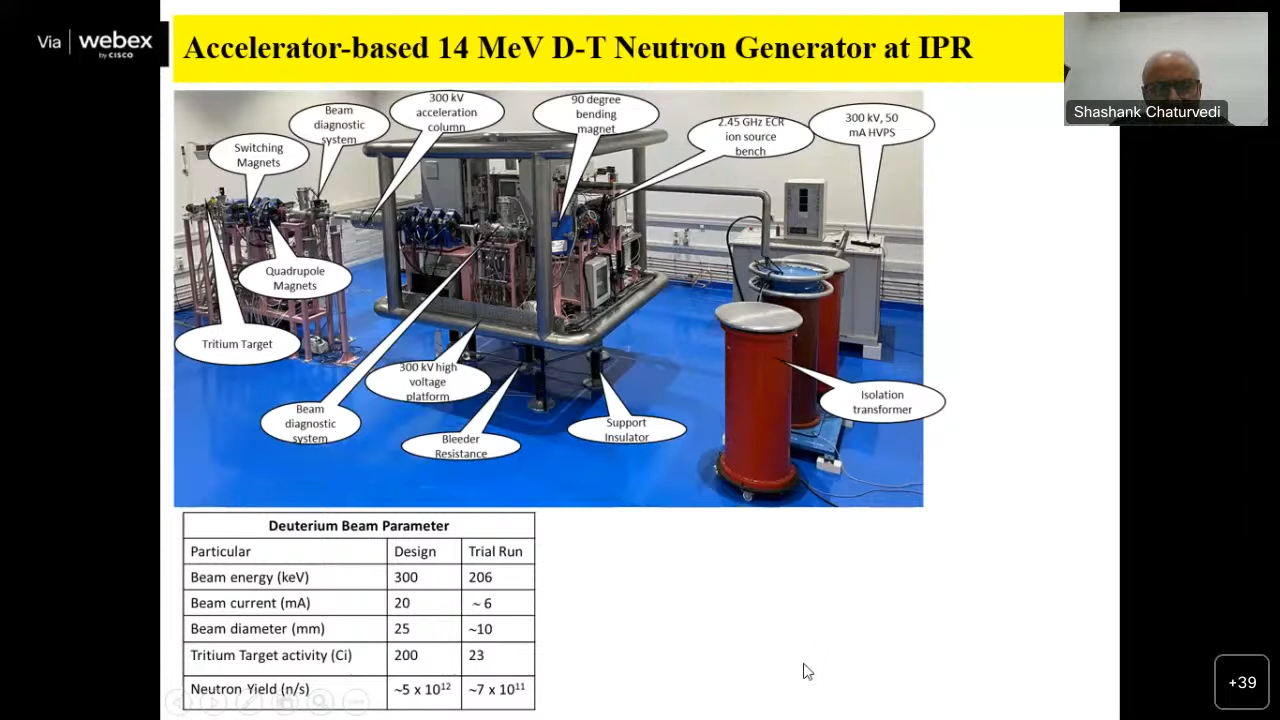 Via | webex
by CISCO
Accelerator-based 14 MeV D-T Neutron Generator at IPR
Shashank Chaturvedi
Beam
diagnostic
system
300 kV
acceleration
column
90 degree
bending
magnet
2.45 GHz ECR
ion source
bench
300 kV, 50
mA HVPS
Switching
Magnets
Quadrupole
Magnets
Tritium Target
300 kV high
voltage
platform
Beam
diagnostic
system
Bleeder
Resistance
Support
Insulator
Isolation
transformer
Deuterium Beam Parameter
Particular Design Trial Run
Beam energy (keV) 300 206
Beam current (mA) 20 ~ 6
Beam diameter (mm) 25 ~10
Tritium Target activity (Ci) 200 23
Neutron Yield (n/s) ~5 x 10¹² ~7 x 10¹¹
+39